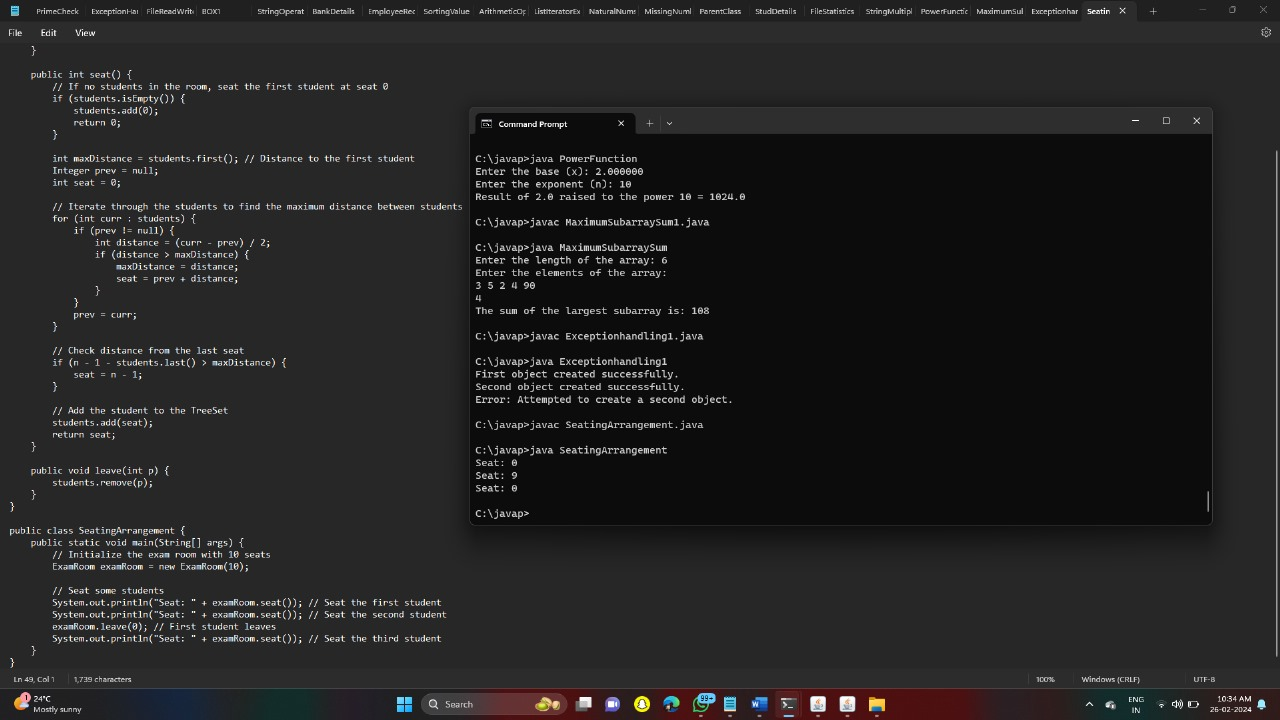 PrimeCheck ExceptionHa FileReadWrit BOX1 StringOperat BankDetails EmployeeRec SortingValue ArithmeticOp ListIteratorEx NaturalNum MissingNuml ParentClass StudDetails FileStatistics StringMultipl PowerFunctic MaximumSul Exceptionhar Seatin
File Edit View
}
public int seat() {
// If no students in the room, seat the first student at seat 0
if (students.isEmpty()) {
students.add(0);
return 0;
}
int maxDistance = students.first(); // Distance to the first student
Integer prev = null;
int seat = 0;
// Iterate through the students to find the maximum distance between students
for (int curr : students) {
if (prev != null) {
int distance = (curr - prev) / 2;
if (distance > maxDistance) {
maxDistance = distance;
seat = prev + distance;
}
}
prev = curr;
}
// Check distance from the last seat
if (n - 1 - students.last() > maxDistance) {
seat = n - 1;
}
// Add the student to the TreeSet
students.add(seat);
return seat;
}
public void leave(int p) {
students.remove(p);
}
}
public class SeatingArrangement {
public static void main(String[] args) {
// Initialize the exam room with 10 seats
ExamRoom examRoom = new ExamRoom(10);
// Seat some students
System.out.println("Seat: " + examRoom.seat()); // Seat the first student
System.out.println("Seat: " + examRoom.seat()); // Seat the second student
examRoom.leave(0); // First student leaves
System.out.println("Seat: " + examRoom.seat()); // Seat the third student
}
}
Command Prompt
C:\javap>java PowerFunction
Enter the base (x): 2.000000
Enter the exponent (n): 10
Result of 2.0 raised to the power 10 = 1024.0
C:\javap>javac MaximumSubarraySum1.java
C:\javap>java MaximumSubarraySum
Enter the length of the array: 6
Enter the elements of the array:
3 5 2 4 90
4
The sum of the largest subarray is: 108
C:\javap>javac Exceptionhandling1.java
C:\javap>java Exceptionhandling1
First object created successfully.
Second object created successfully.
Error: Attempted to create a second object.
C:\javap>javac SeatingArrangement.java
C:\javap>java SeatingArrangement
Seat: 0
Seat: 9
Seat: 0
C:\javap>
Ln 49, Col 1 1,739 characters 100% Windows (CRLF) UTF-8
1 24°C
Mostly sunny
Search
99+
ENG
IN
10:34 AM
26-02-2024